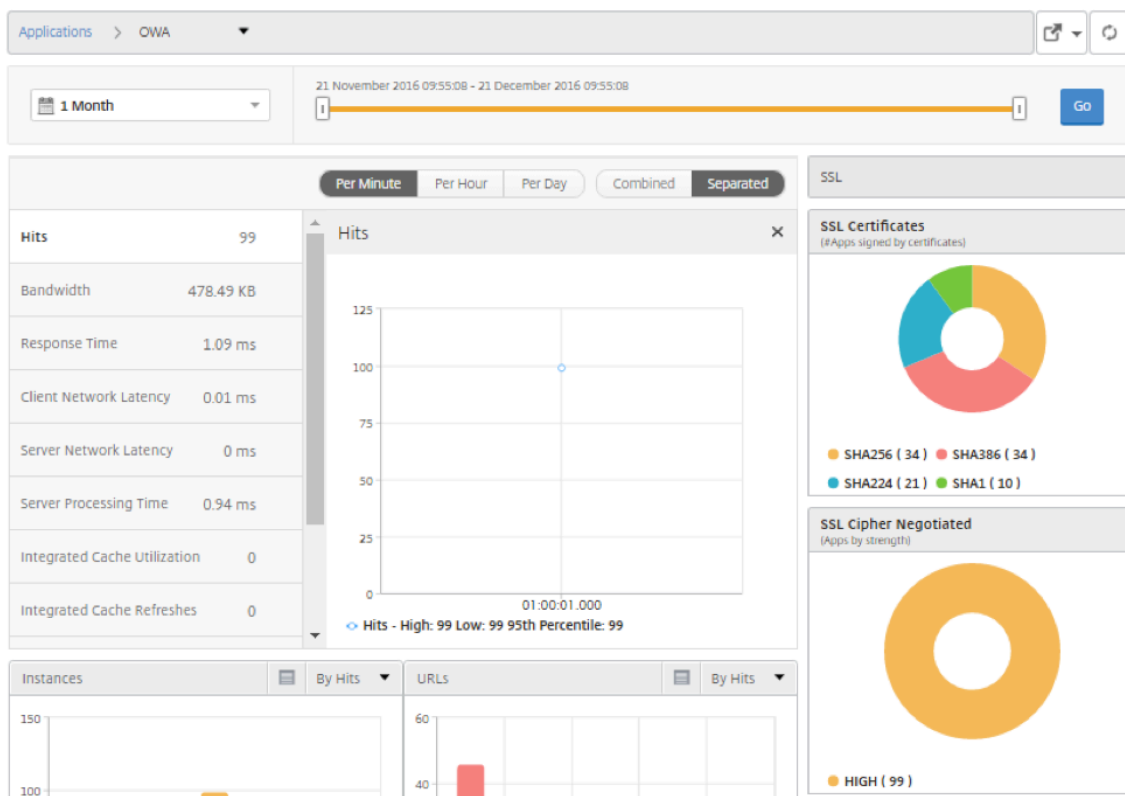 Applications > OWA
1 Month
21 November 2016 09:55:08 - 21 December 2016 09:55:08
Go
Per Minute Per Hour Per Day Combined Separated
Hits 99
Bandwidth 478.49 KB
Response Time 1.09 ms
Client Network Latency 0.01 ms
Server Network Latency 0 ms
Server Processing Time 0.94 ms
Integrated Cache Utilization 0
Integrated Cache Refreshes 0
Hits
125
100
75
50
25
0
01:00:01.000
Hits - High: 99 Low: 99 95th Percentile: 99
SSL
SSL Certificates
(#Apps signed by certificates)
SHA256 ( 34 ) SHA386 ( 34 )
SHA224 ( 21 ) SHA1 ( 10 )
SSL Cipher Negotiated
(Apps by strength)
HIGH ( 99 )
Instances By Hits
150
100
URLs By Hits
60
40